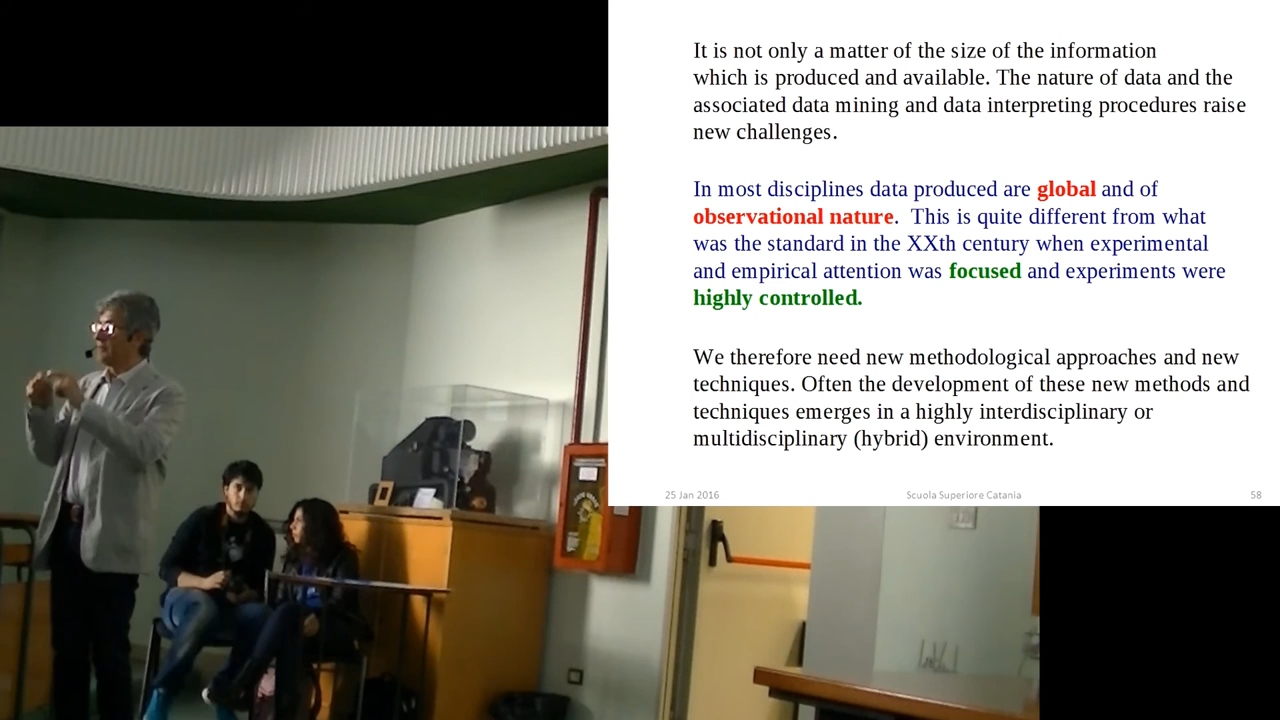 It is not only a matter of the size of the information
which is produced and available. The nature of data and the
associated data mining and data interpreting procedures raise
new challenges.
In most disciplines data produced are global and of
observational nature.  This is quite different from what
was the standard in the XXth century when experimental
and empirical attention was focused and experiments were
highly controlled.
We therefore need new methodological approaches and new
techniques. Often the development of these new methods and
techniques emerges in a highly interdisciplinary or
multidisciplinary (hybrid) environment.
25 Jan 2016
Scuola Superiore Catania
58